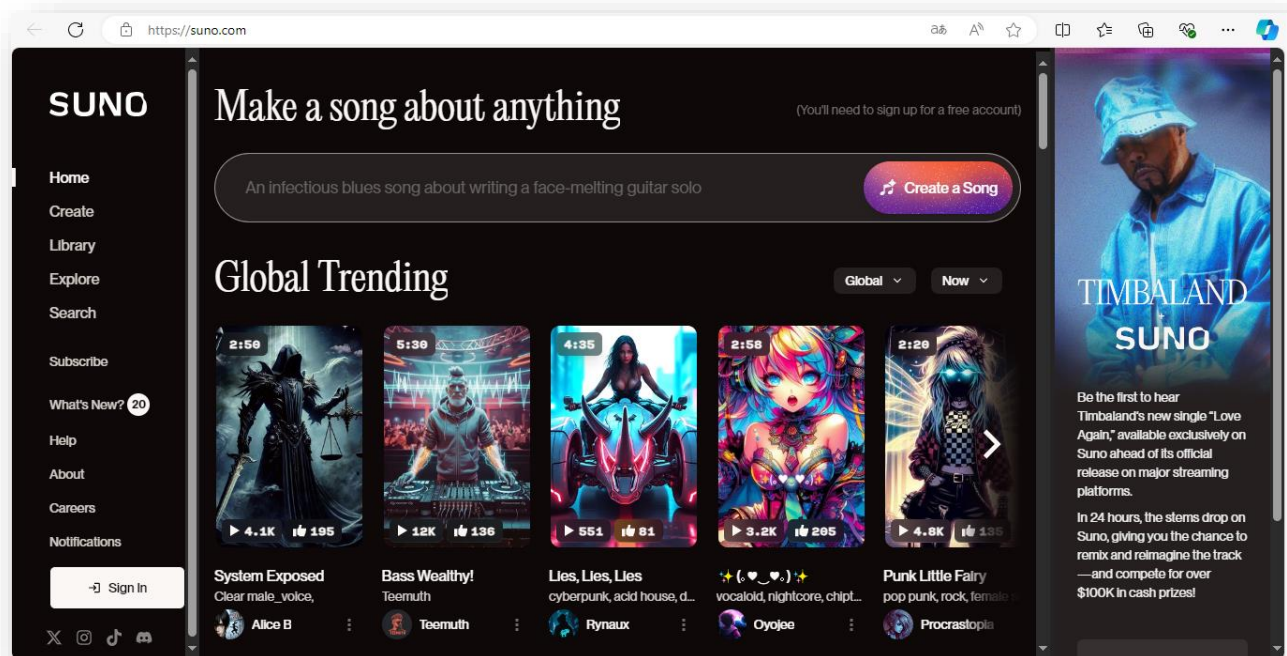 https://suno.com
SUNO
Home
Create
Library
Explore
Search
Subscribe
What's New? 20
Help
About
Careers
Notifications
Sign In
Make a song about anything
(You'll need to sign up for a free account)
An infectious blues song about writing a face-melting guitar solo
Create a Song
Global Trending
Global
Now
2:50
4.1K 195
System Exposed
Clear male_voice,
Alice B
5:30
12K 136
Bass Wealthy!
Teemuth
Teemuth
4:35
551 81
Lies, Lies, Lies
cyberpunk, acid house, d...
Rynaux
2:58
3.2K 205
✨(｡♥‿♥｡)✨
vocaloid, nightcore, chipt...
Oyojee
2:20
4.8K 135
Punk Little Fairy
pop punk, rock, female
Procrastopia
TIMBALAND
SUNO
Be the first to hear
Timbaland's new single "Love
Again," available exclusively on
Suno ahead of its official
release on major streaming
platforms.
In 24 hours, the stems drop on
Suno, giving you the chance to
remix and reimagine the track
—and compete for over
$100K in cash prizes!